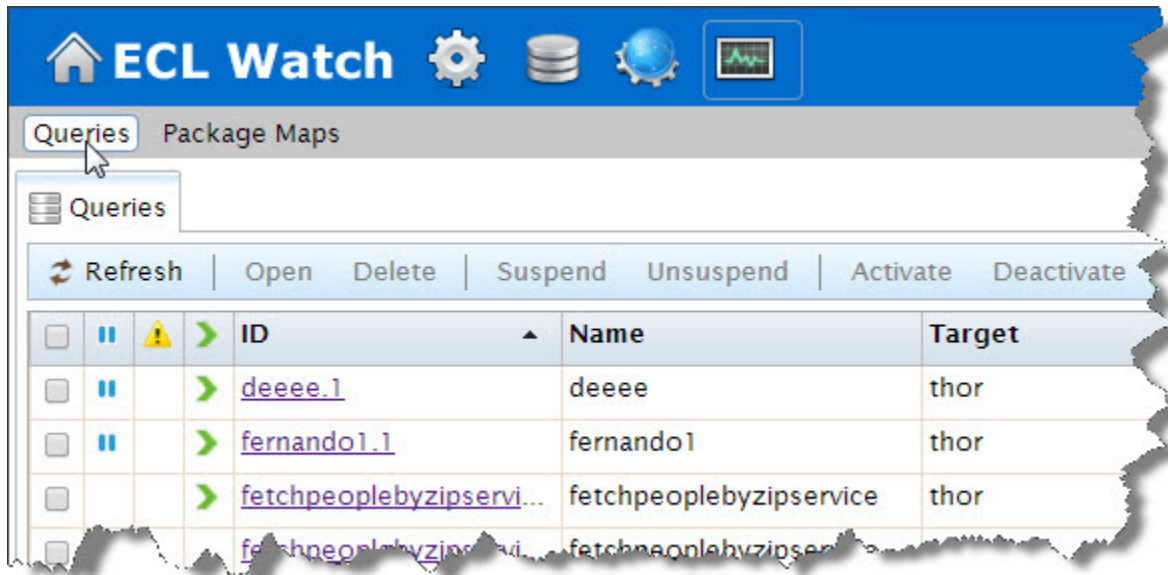 ECL Watch
Queries Package Maps
Queries
Refresh Open Delete Suspend Unsuspend Activate Deactivate
ID Name Target
deeee.1 deeee thor
fernando1.1 fernando1 thor
fetchpeoplebyzipservi... fetchpeoplebyzipservice thor